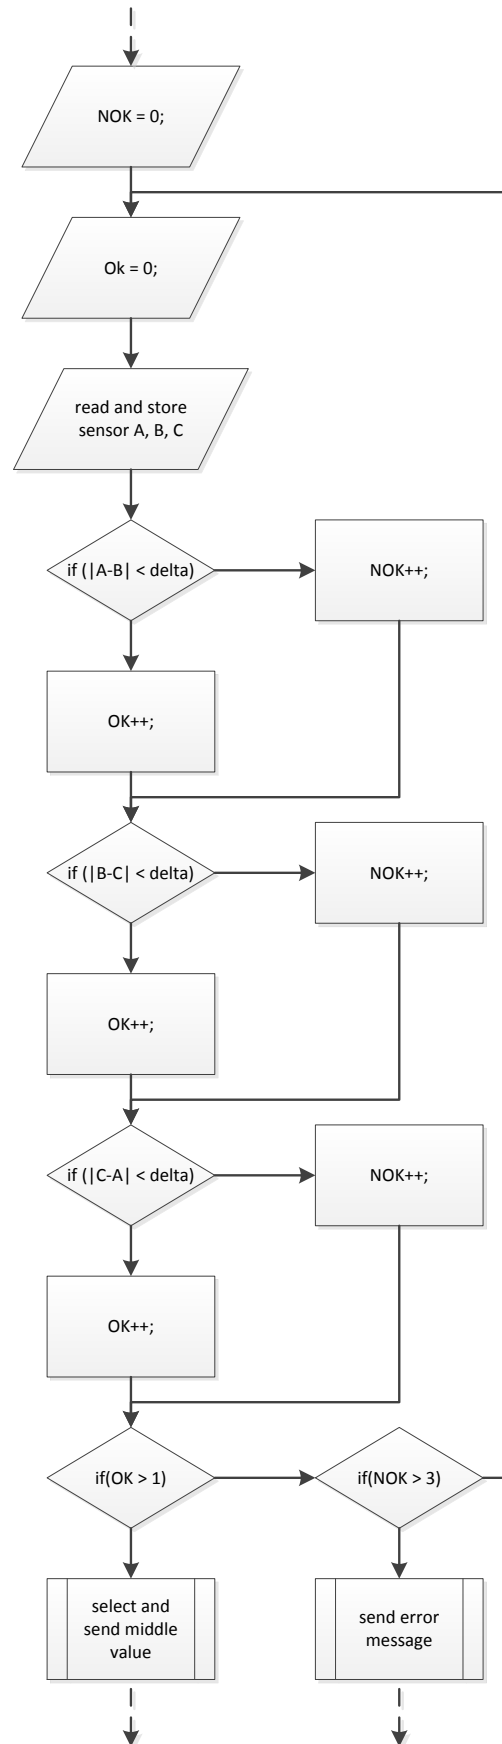 NOK = 0;
Ok = 0;
read and store
sensor A, B, C
if (|A-B| < delta)
NOK++;
OK++;
if (|B-C| < delta)
NOK++;
OK++;
if (|C-A| < delta)
NOK++;
OK++;
if(OK > 1)
if(NOK > 3)
select and
send middle
value
send error
message